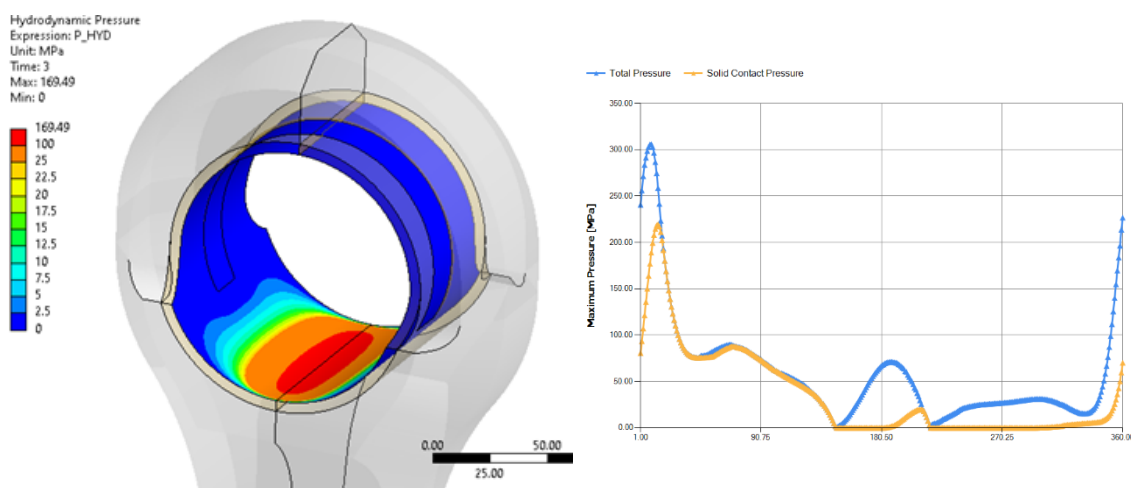 Hydrodynamic Pressure
Expression: P_HYD
Unit: MPa
Time: 3
Max: 169.49
Min: 0
169.49
100
25
22.5
20
17.5
15
12.5
10
7.5
5
2.5
0
0.00 50.00
25.00
Total Pressure Solid Contact Pressure
Maximum Pressure [MPa]
350.00
300.00
250.00
200.00
150.00
100.00
50.00
0.00
1.00 90.75 180.50 270.25 360.00